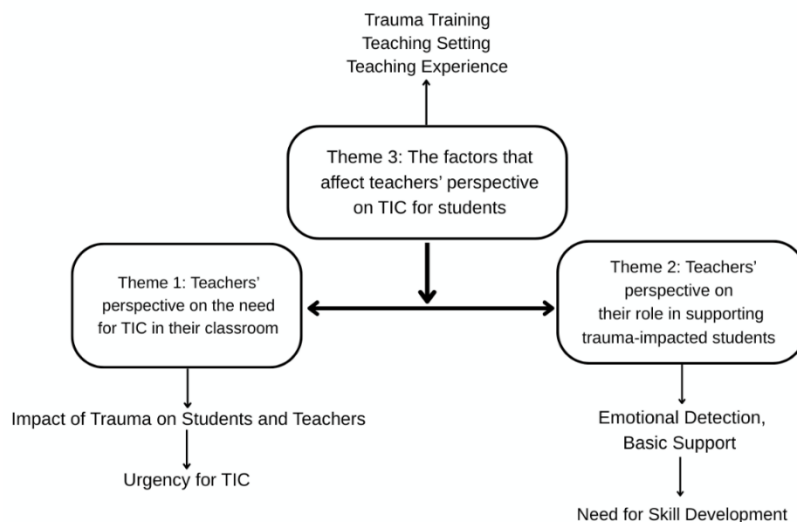 Trauma Training
Teaching Setting
Teaching Experience
Theme 3: The factors that
affect teachers’ perspective
on TIC for students
Theme 1: Teachers’
perspective on the need
for TIC in their classroom
Theme 2: Teachers’
perspective on
their role in supporting
trauma-impacted students
Impact of Trauma on Students and Teachers
Urgency for TIC
Emotional Detection,
Basic Support
Need for Skill Development